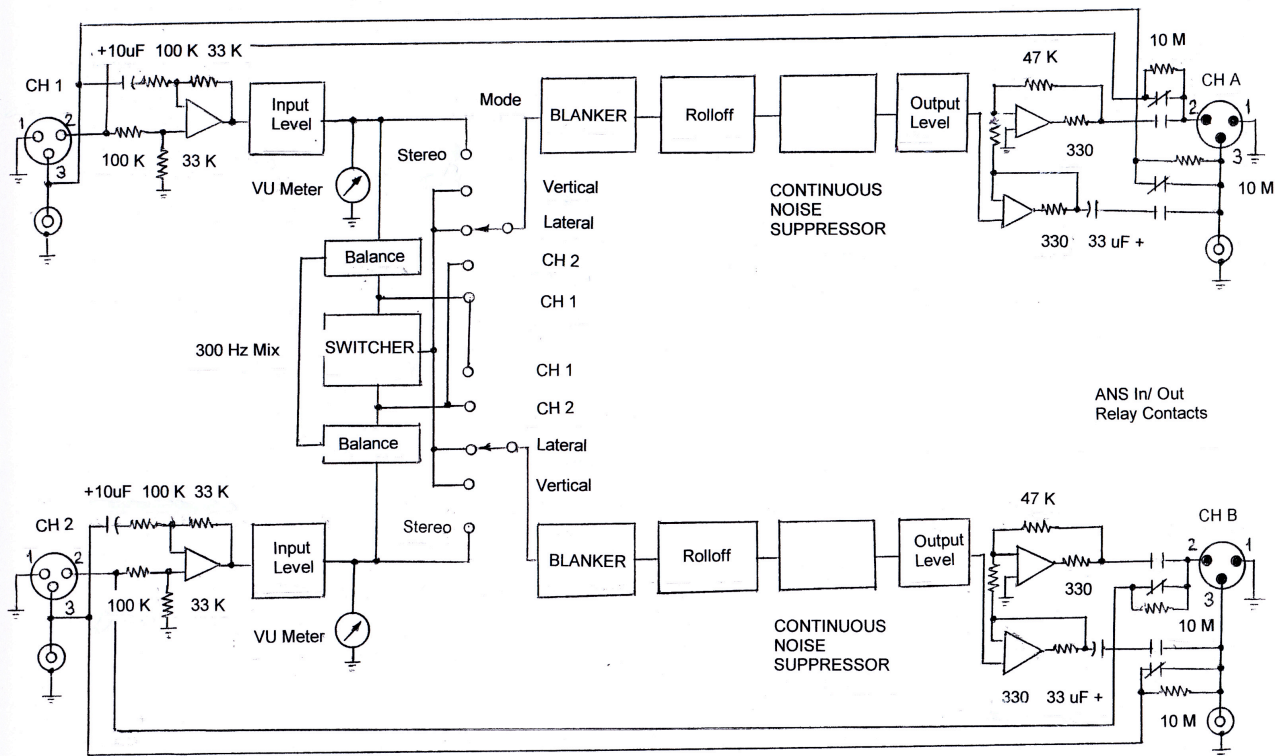 +10uF 100 K 33 K
CH 1
1
2
3
100 K 33 K
Input
Level
VU Meter
Mode
Stereo
Vertical
Lateral
CH 2
CH 1
Balance
SWITCHER
300 Hz Mix
Balance
CH 1
CH 2
Lateral
Vertical
Stereo
BLANKER
Rolloff
CONTINUOUS
NOISE
SUPPRESSOR
Output
Level
47 K
330
330 33 uF +
10 M
CH A
2
1
3
10 M
ANS In/ Out
Relay Contacts
+10uF 100 K 33 K
CH 2
1
2
3
100 K 33 K
Input
Level
VU Meter
BLANKER
Rolloff
CONTINUOUS
NOISE
SUPPRESSOR
Output
Level
47 K
330
330 33 uF +
CH B
2
1
3
10 M
10 M